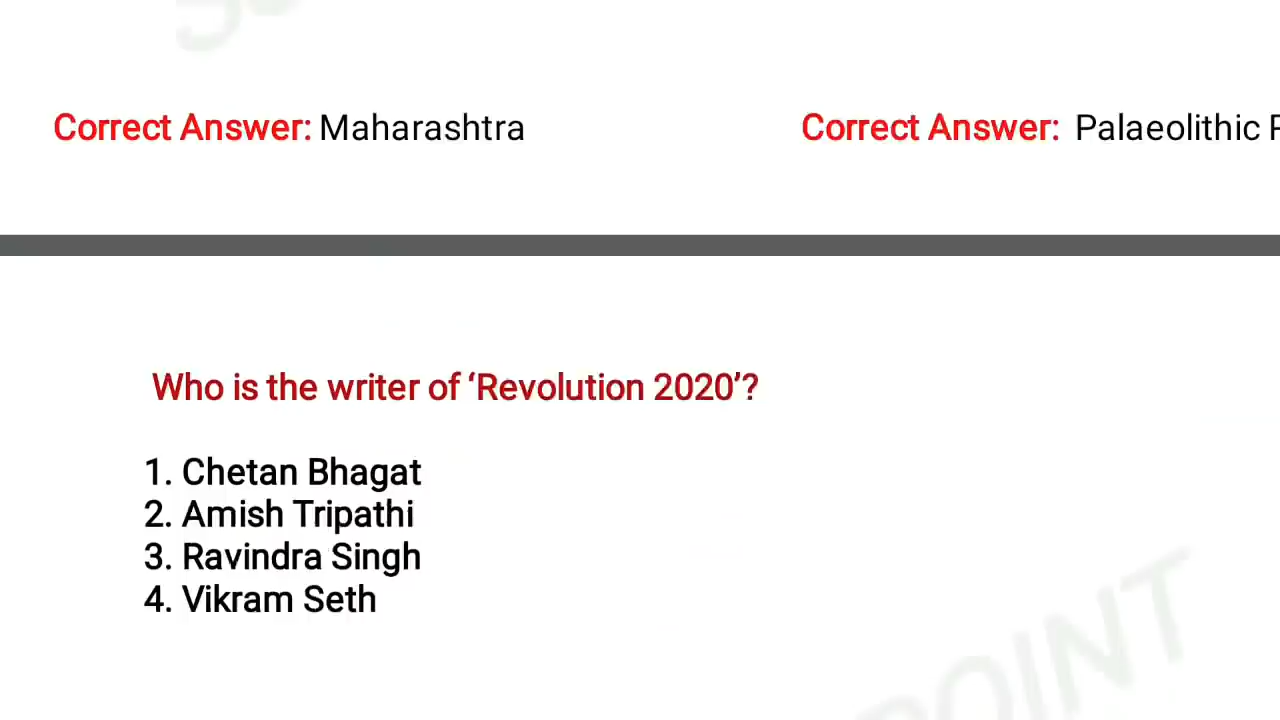 Correct Answer: Maharashtra
Correct Answer: Palaeolithic
Who is the writer of ‘Revolution 2020’?
1. Chetan Bhagat
2. Amish Tripathi
3. Ravindra Singh
4. Vikram Seth
POINT